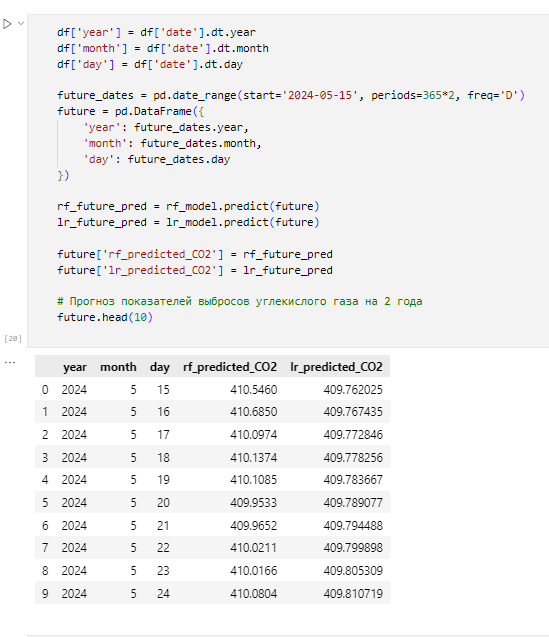 df['year'] = df['date'].dt.year
df['month'] = df['date'].dt.month
df['day'] = df['date'].dt.day
future_dates = pd.date_range(start='2024-05-15', periods=365*2, freq='D')
future = pd.DataFrame({
'year': future_dates.year,
'month': future_dates.month,
'day': future_dates.day
})
rf_future_pred = rf_model.predict(future)
lr_future_pred = lr_model.predict(future)
future['rf_predicted_CO2'] = rf_future_pred
future['lr_predicted_CO2'] = lr_future_pred
# Прогноз показателей выбросов углекислого газа на 2 года
future.head(10)
[20]
...
year month day rf_predicted_CO2 lr_predicted_CO2
0 2024 5 15 410.5460 409.762025
1 2024 5 16 410.6850 409.767435
2 2024 5 17 410.0974 409.772846
3 2024 5 18 410.1374 409.778256
4 2024 5 19 410.1085 409.783667
5 2024 5 20 409.9533 409.789077
6 2024 5 21 409.9652 409.794488
7 2024 5 22 410.0211 409.799898
8 2024 5 23 410.0166 409.805309
9 2024 5 24 410.0804 409.810719